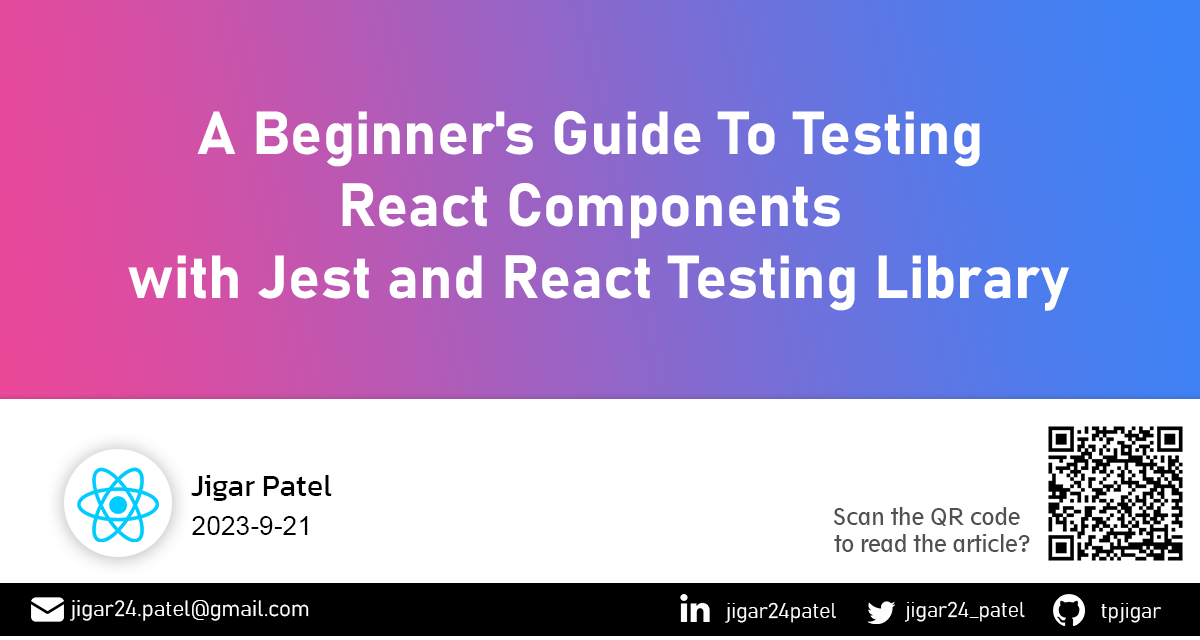 A Beginner's Guide To Testing
React Components
with Jest and React Testing Library
Jigar Patel
2023-9-21
Scan the QR code
to read the article?
jigar24.patel@gmail.com
in jigar24patel
jigar24_patel
tpjigar